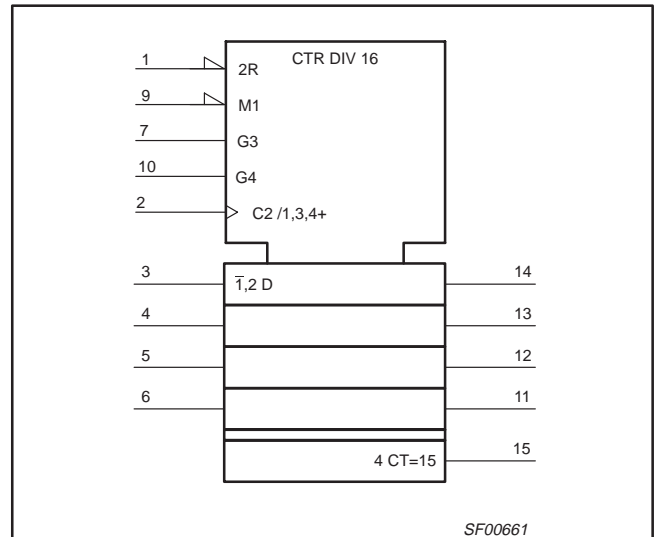 CTR DIV 16
1 2R
9 M1
7 G3
10 G4
2 C2 /1,3,4+
3 1̅,2 D 14
4 13
5 12
6 11
4 CT=15 15
SF00661